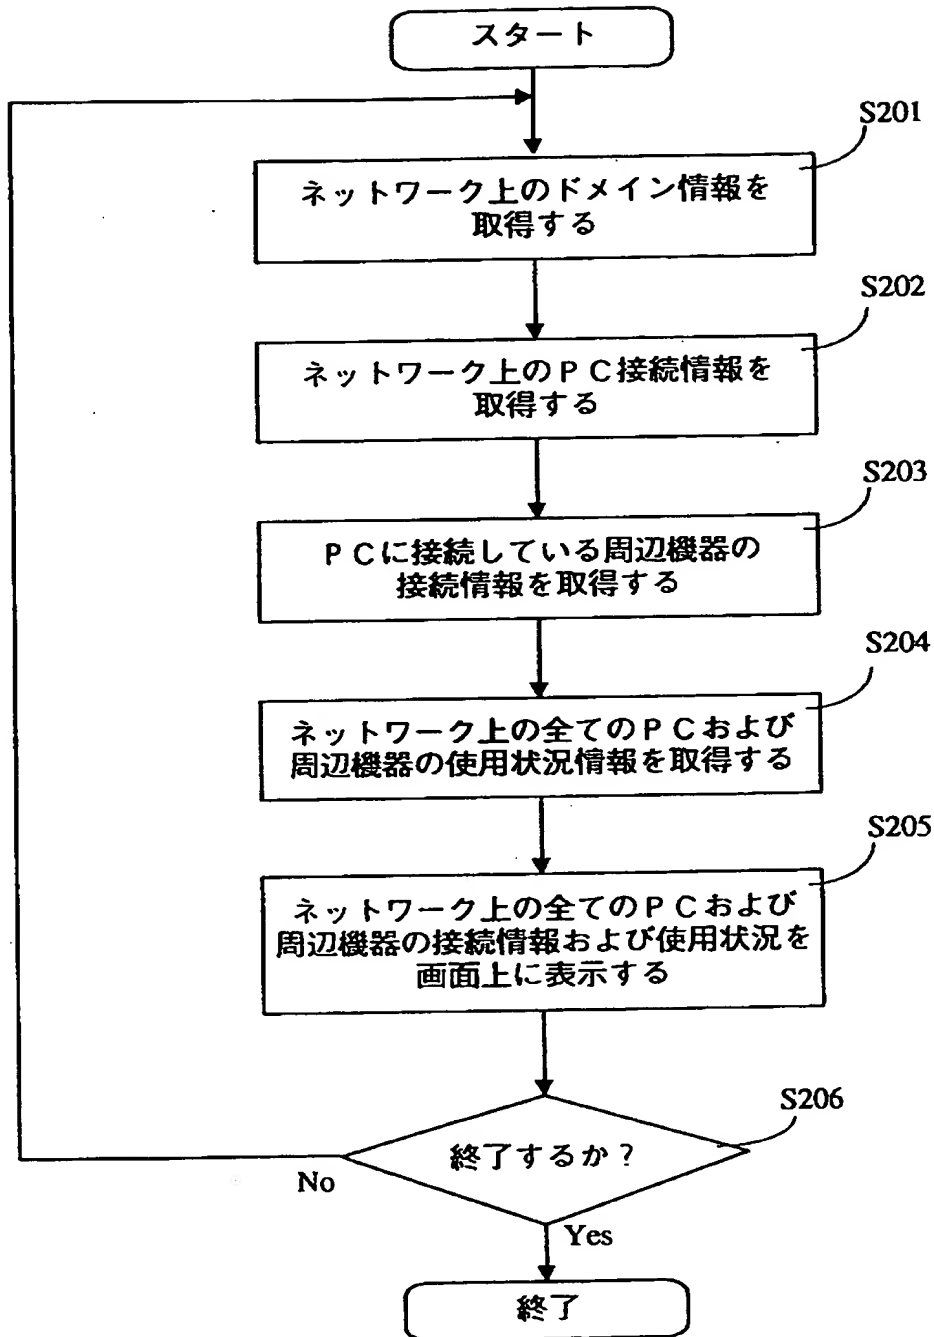 スタート
S201
ネットワーク上のドメイン情報を
取得する
S202
ネットワーク上のPC接続情報を
取得する
S203
PCに接続している周辺機器の
接続情報を取得する
S204
ネットワーク上の全てのPCおよび
周辺機器の使用状況情報を取得する
S205
ネットワーク上の全てのPCおよび
周辺機器の接続情報および使用状況を
画面上に表示する
S206
終了するか?
No
Yes
終了